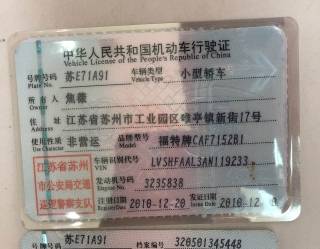 中华人民共和国机动车行驶证
Vehicle License of the People's Republic of China
号牌号码 苏E71A91 车辆类型 小型轿车
Plate No. Vehicle Type
所有人 焦薇
Owner
住址 江苏省苏州市工业园区唯亭镇新街17号
Address
使用性质 非营运 品牌型号 福特牌CAF7152B1
Use Character Model
江苏省苏州市公安局交通巡逻警察支队
车辆识别代号 LVSHFAAL3AN119233
VIN
发动机号码 3235838
Engine No.
注册日期 2010-12-20 发证日期 2010-12-20
Register Date Issue Date
苏E71A91 档案编号 320501345448